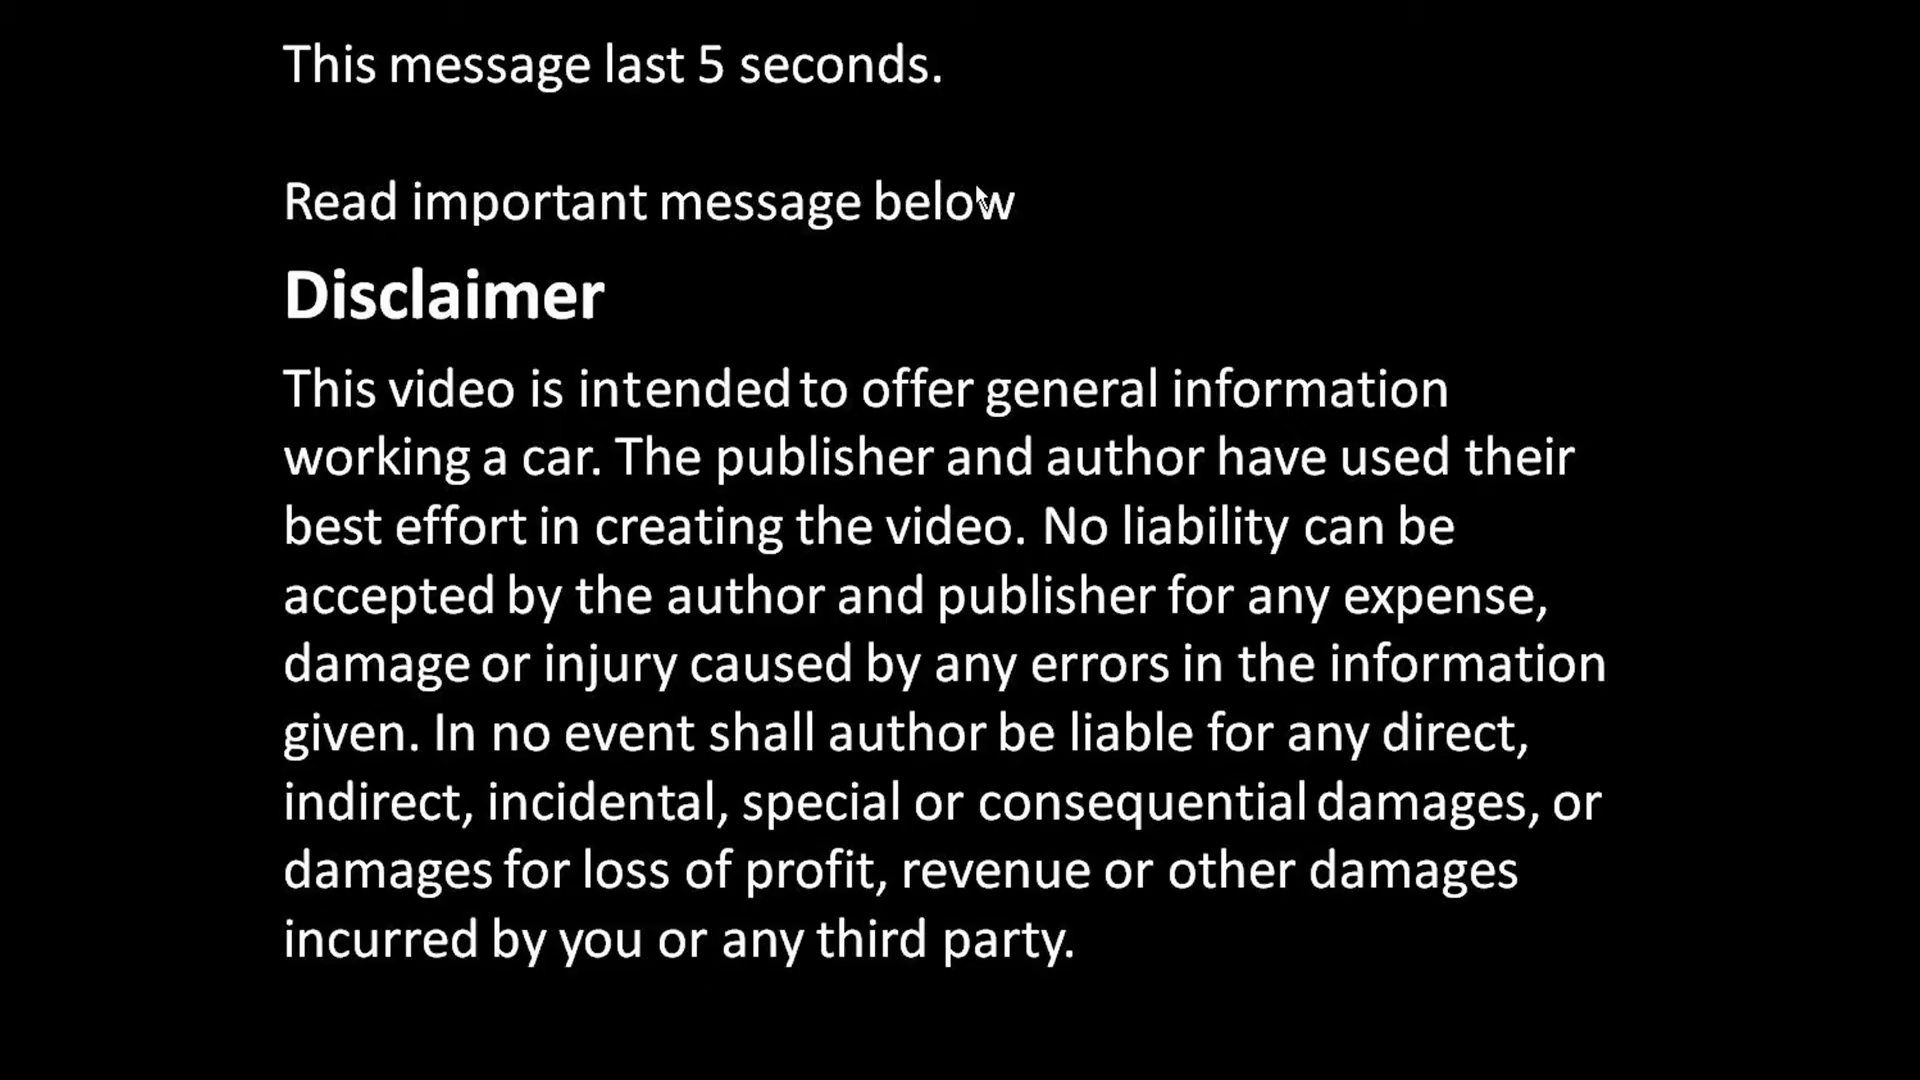 This message last 5 seconds.
Read important message below
Disclaimer
This video is intended to offer general information
working a car. The publisher and author have used their
best effort in creating the video. No liability can be
accepted by the author and publisher for any expense,
damage or injury caused by any errors in the information
given. In no event shall author be liable for any direct,
indirect, incidental, special or consequential damages, or
damages for loss of profit, revenue or other damages
incurred by you or any third party.